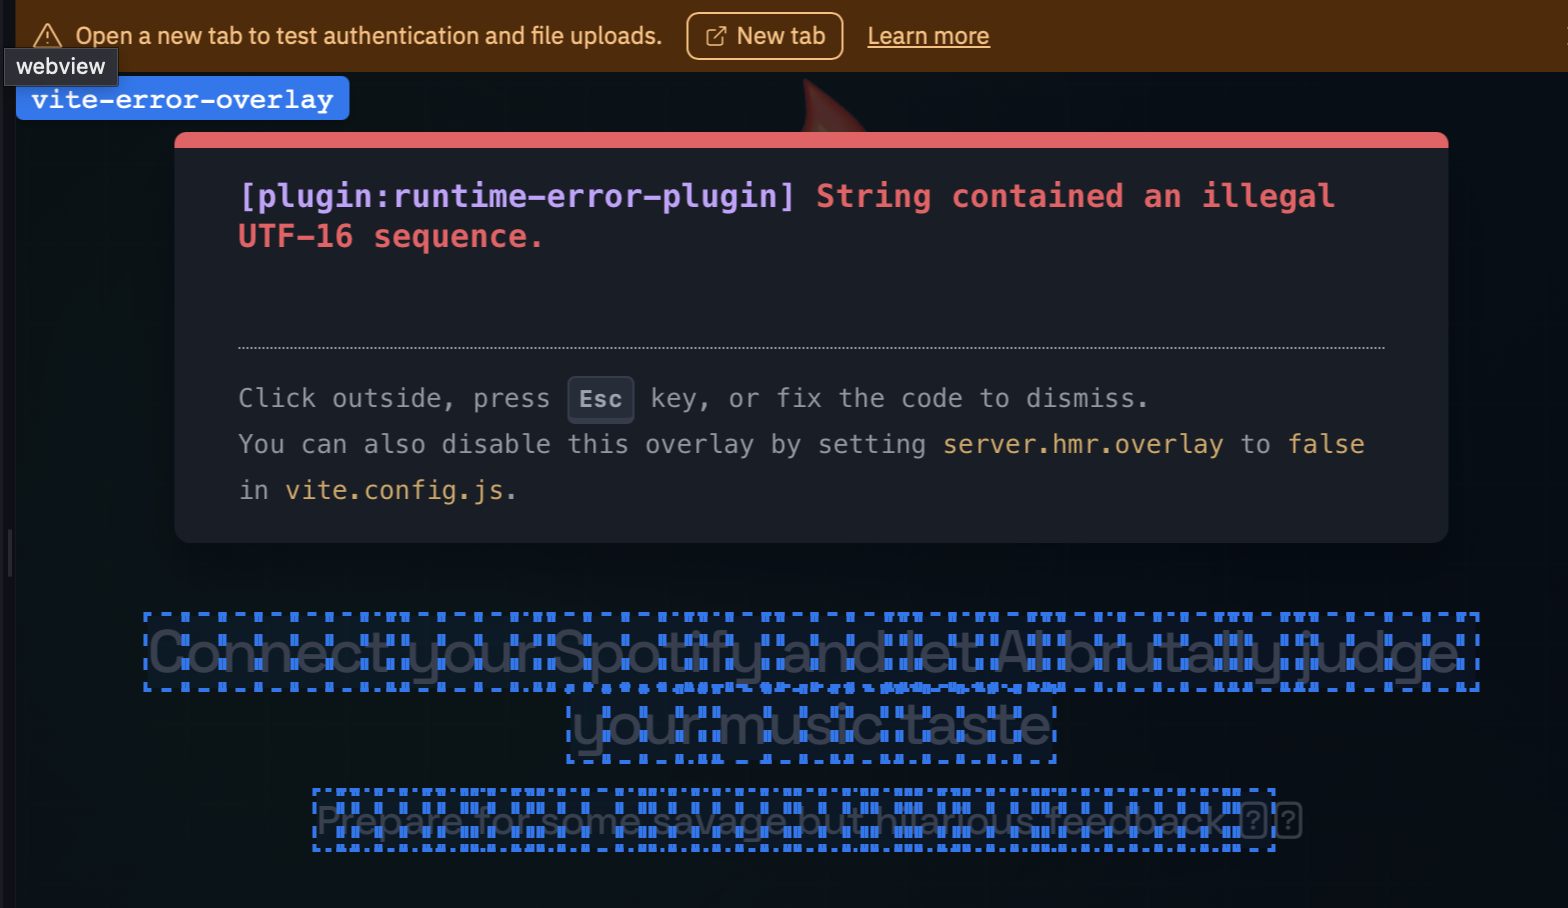 Open a new tab to test authentication and file uploads. New tab Learn more
webview
vite-error-overlay
[plugin:runtime-error-plugin] String contained an illegal
UTF-16 sequence.
Click outside, press Esc key, or fix the code to dismiss.
You can also disable this overlay by setting server.hmr.overlay to false
in vite.config.js.
Connect your Spotify and let AI brutally judge
your music taste
Prepare for some savage but hilarious feedback